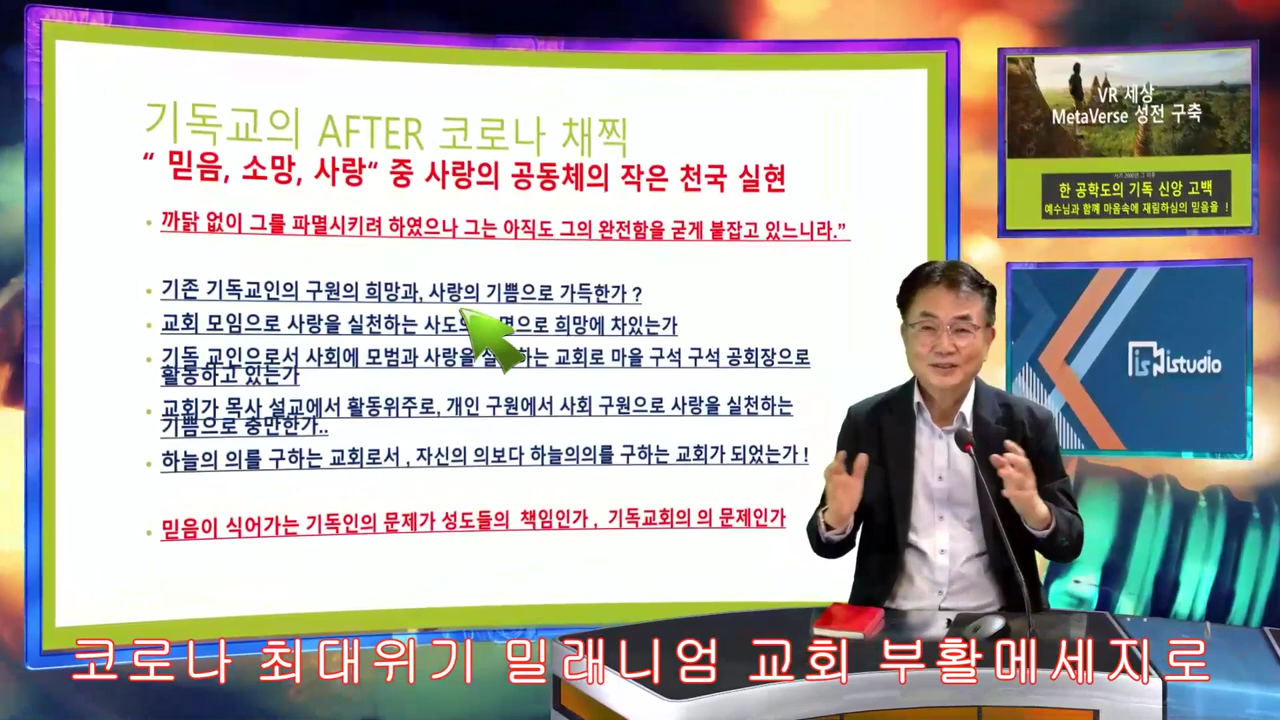 기독교의 AFTER 코로나 채찍
“ 믿음, 소망, 사랑“ 중 사랑의 공동체의 작은 천국 실현
• 까닭 없이 그를 파멸시키려 하였으나 그는 아직도 그의 완전함을 굳게 붙잡고 있느니라.”
• 기존 기독교인의 구원의 희망과, 사랑의 기쁨으로 가득한가 ?
• 교회 모임으로 사랑을 실천하는 으로 희망에 차있는가
• 기독 교인으로서 사회에 모범과 사랑을 하는 교회로 마을 구석 구석 공회장으로
활동하고 있는가
• 교회가 목사 설교에서 활동위주로, 개인 구원에서 사회 구원으로 사랑을 실천하는
기쁨으로 충만한가..
• 하늘의 의를 구하는 교회로서 , 자신의 의보다 하늘의의를 구하는 교회가 되었는가 !
• 믿음이 식어가는 기독인의 문제가 성도들의 책임인가 , 기독교회의 의 문제인가
VR 세상
MetaVerse 성전 구축
한 공학도의 기독 신앙 고백
예수님과 함께 마음속에 재림하심의 믿음을 !
is istudio
코로나 최대위기 밀래니엄 교회 부활메세지로